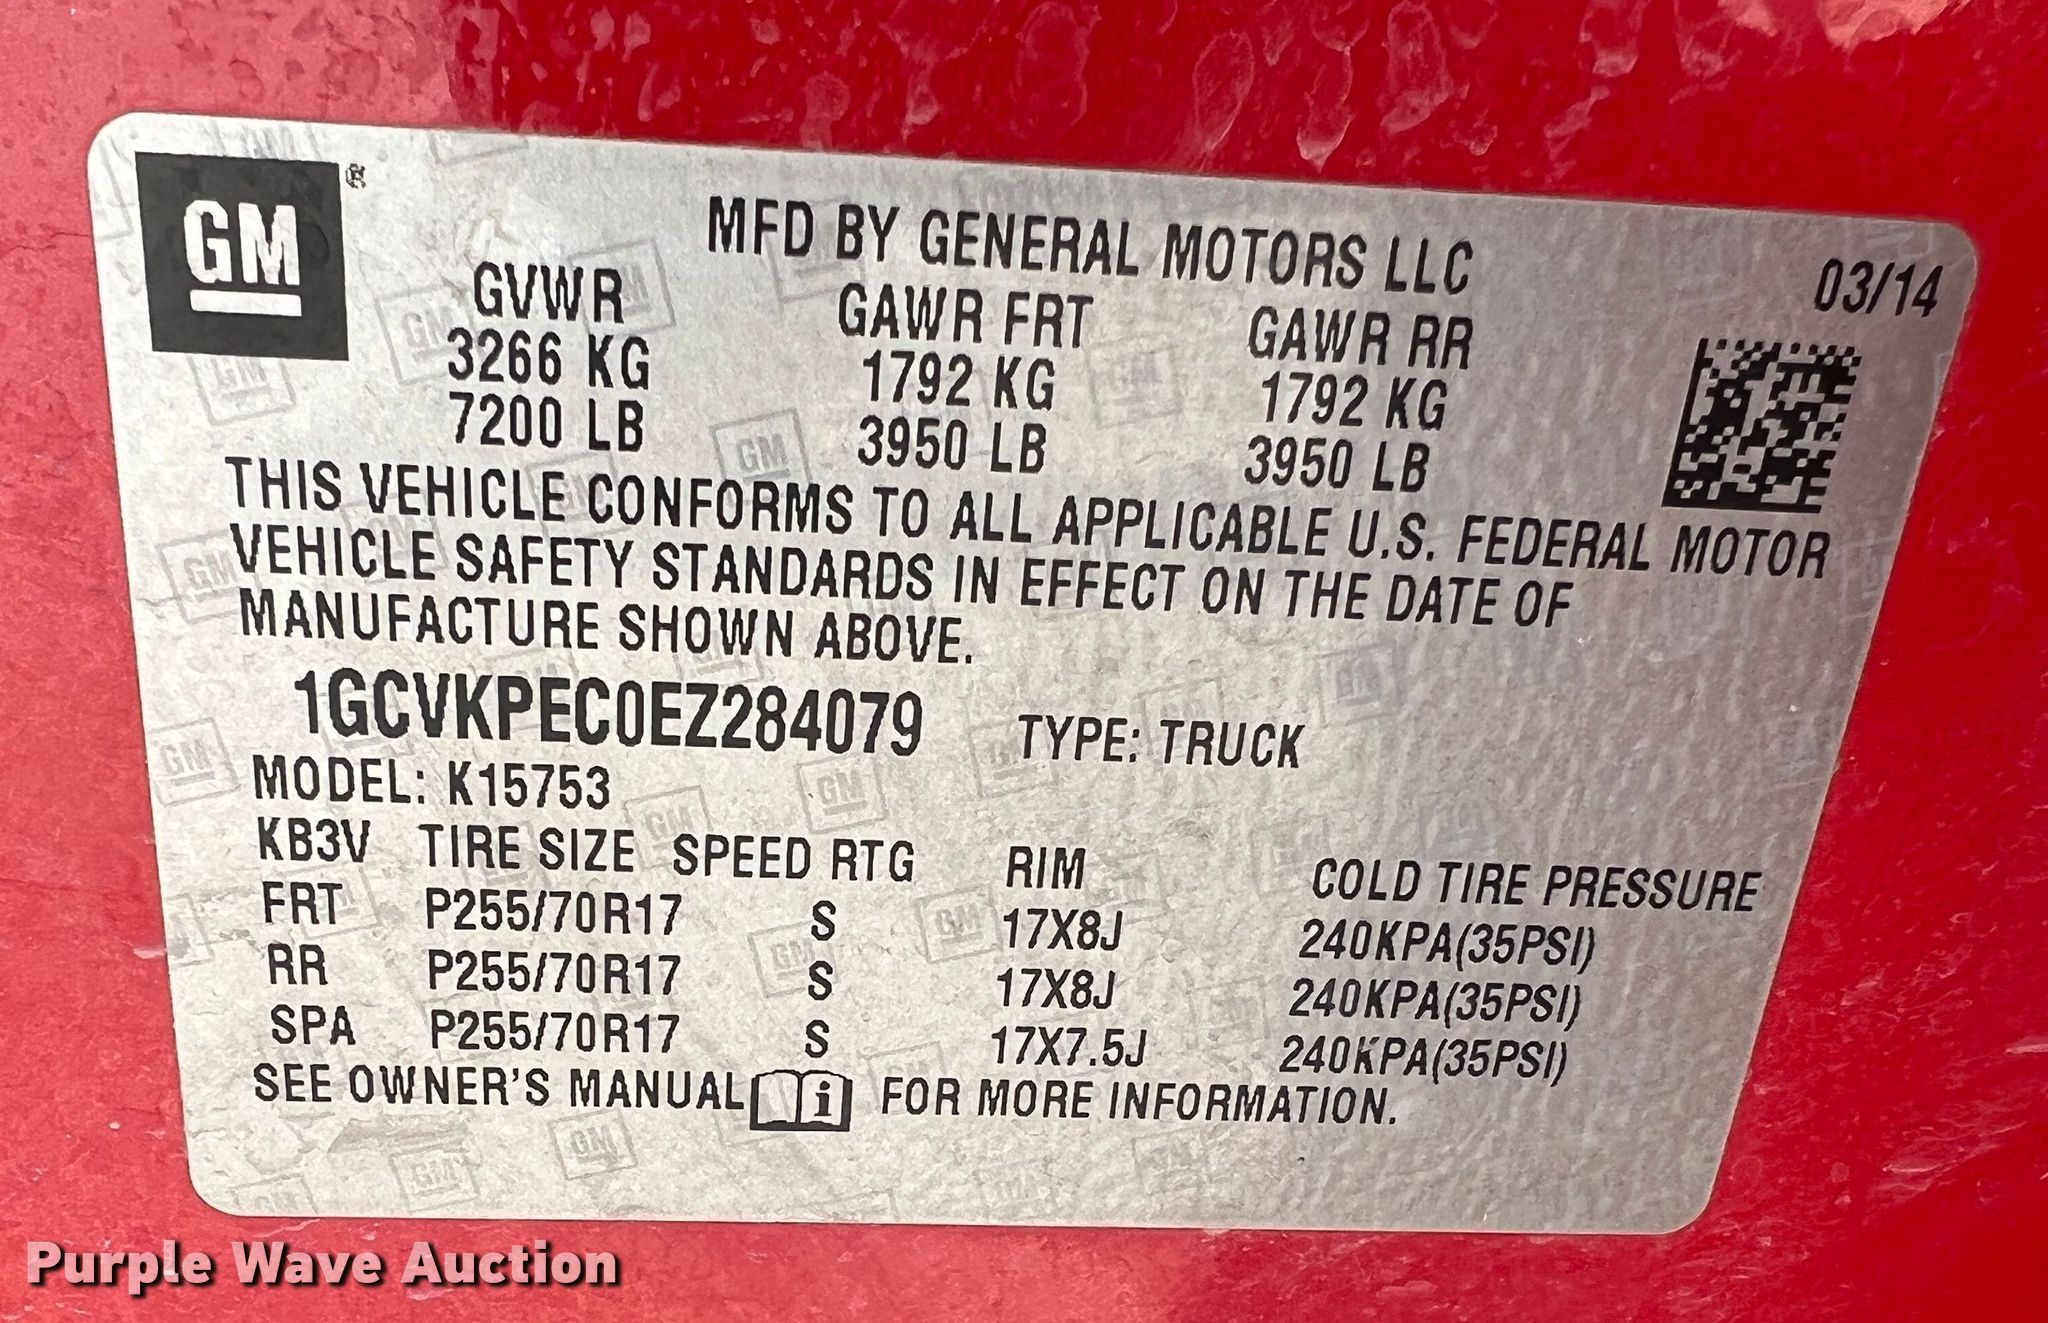 GM ®
MFD BY GENERAL MOTORS LLC
03/14
GVWR GAWR FRT GAWR RR
3266 KG 1792 KG 1792 KG
7200 LB 3950 LB 3950 LB
THIS VEHICLE CONFORMS TO ALL APPLICABLE U.S. FEDERAL MOTOR
VEHICLE SAFETY STANDARDS IN EFFECT ON THE DATE OF
MANUFACTURE SHOWN ABOVE.
1GCVKPEC0EZ284079 TYPE: TRUCK
MODEL: K15753
KB3V TIRE SIZE SPEED RTG RIM COLD TIRE PRESSURE
FRT P255/70R17 S 17X8J 240KPA(35PSI)
RR P255/70R17 S 17X8J 240KPA(35PSI)
SPA P255/70R17 S 17X7.5J 240KPA(35PSI)
SEE OWNER'S MANUAL i FOR MORE INFORMATION.
Purple Wave Auction